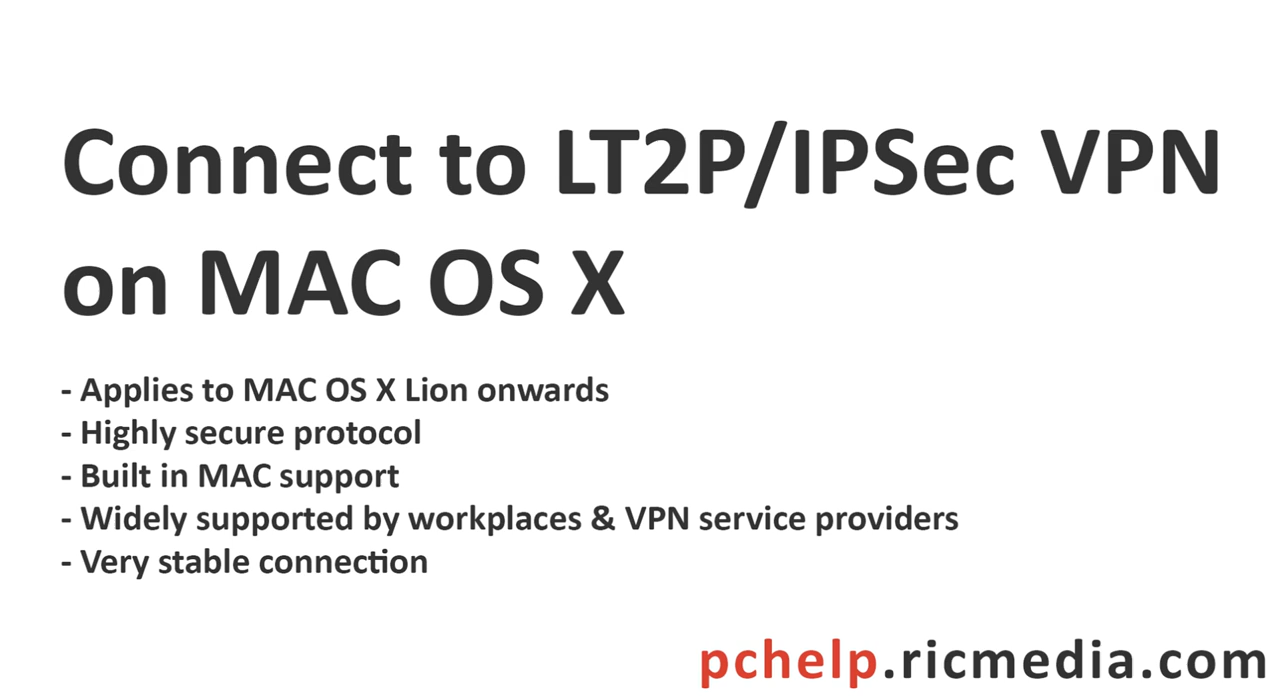 Connect to LT2P/IPSec VPN
on MAC OS X
- Applies to MAC OS X Lion onwards
- Highly secure protocol
- Built in MAC support
- Widely supported by workplaces & VPN service providers
- Very stable connection
pchelp.ricmedia.com